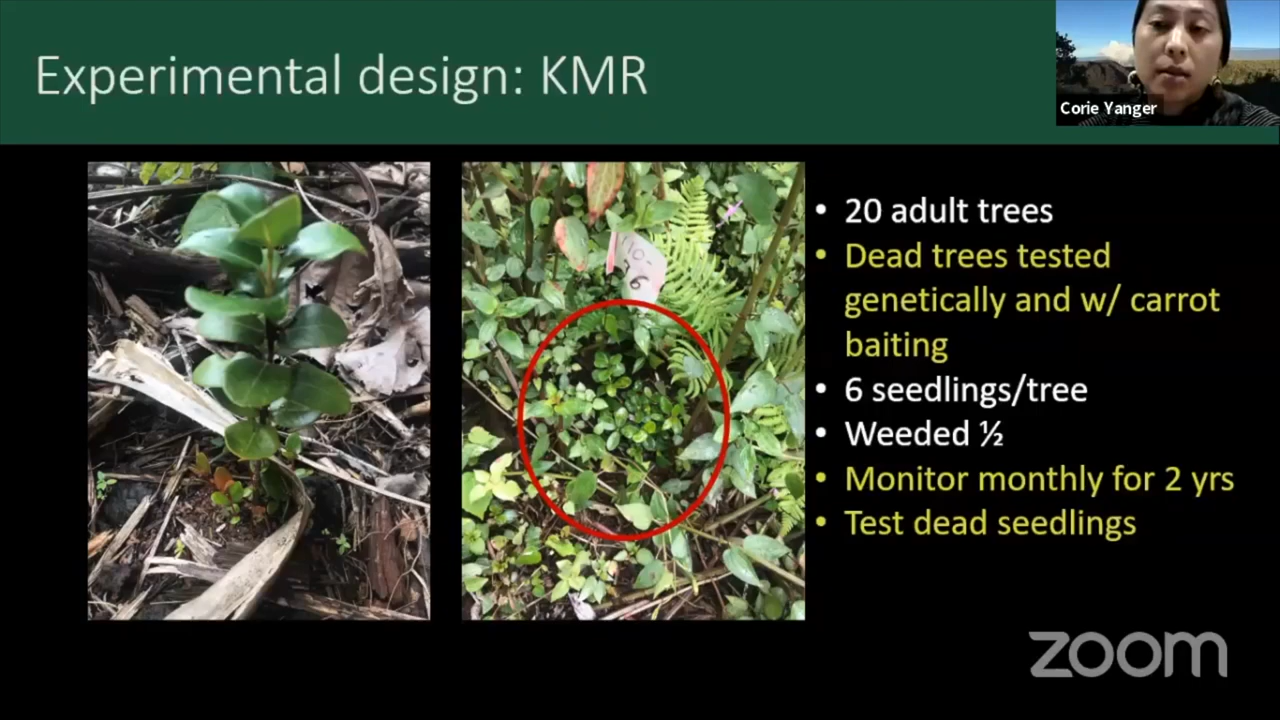 Experimental design: KMR
Corie Yanger
• 20 adult trees
• Dead trees tested
genetically and w/ carrot
baiting
• 6 seedlings/tree
• Weeded ½
• Monitor monthly for 2 yrs
• Test dead seedlings
zoom